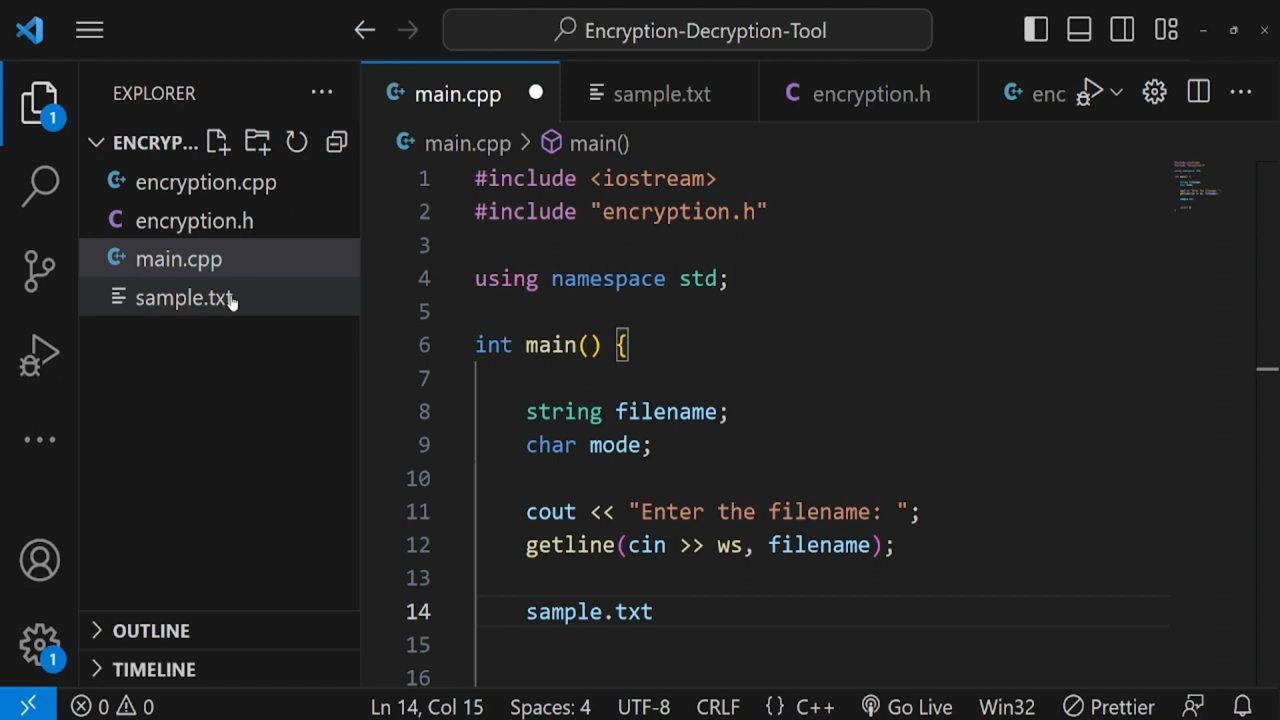 Encryption-Decryption-Tool
EXPLORER
main.cpp
sample.txt
encryption.h
enc
ENCRYP...
main.cpp > main()
encryption.cpp
encryption.h
main.cpp
sample.txt
1 #include <iostream>
2 #include "encryption.h"
3
4 using namespace std;
5
6 int main() {
7
8 string filename;
9 char mode;
10
11 cout << "Enter the filename: ";
12 getline(cin >> ws, filename);
13
14 sample.txt
15
16
1
1
OUTLINE
TIMELINE
0 0 Ln 14, Col 15 Spaces: 4 UTF-8 CRLF {} C++ Go Live Win32 Prettier